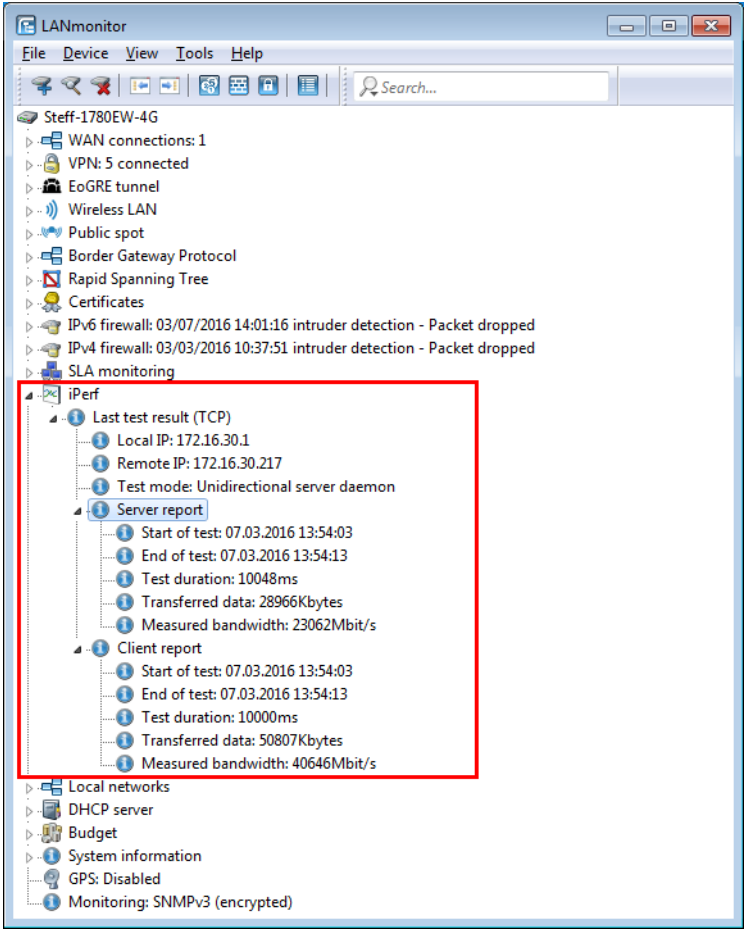 LANmonitor
File Device View Tools Help
Search...
Steff-1780EW-4G
WAN connections: 1
VPN: 5 connected
EoGRE tunnel
Wireless LAN
Public spot
Border Gateway Protocol
Rapid Spanning Tree
Certificates
IPv6 firewall: 03/07/2016 14:01:16 intruder detection - Packet dropped
IPv4 firewall: 03/03/2016 10:37:51 intruder detection - Packet dropped
SLA monitoring
iPerf
Last test result (TCP)
Local IP: 172.16.30.1
Remote IP: 172.16.30.217
Test mode: Unidirectional server daemon
Server report
Start of test: 07.03.2016 13:54:03
End of test: 07.03.2016 13:54:13
Test duration: 10048ms
Transferred data: 28966Kbytes
Measured bandwidth: 23062Mbit/s
Client report
Start of test: 07.03.2016 13:54:03
End of test: 07.03.2016 13:54:13
Test duration: 10000ms
Transferred data: 50807Kbytes
Measured bandwidth: 40646Mbit/s
Local networks
DHCP server
Budget
System information
GPS: Disabled
Monitoring: SNMPv3 (encrypted)